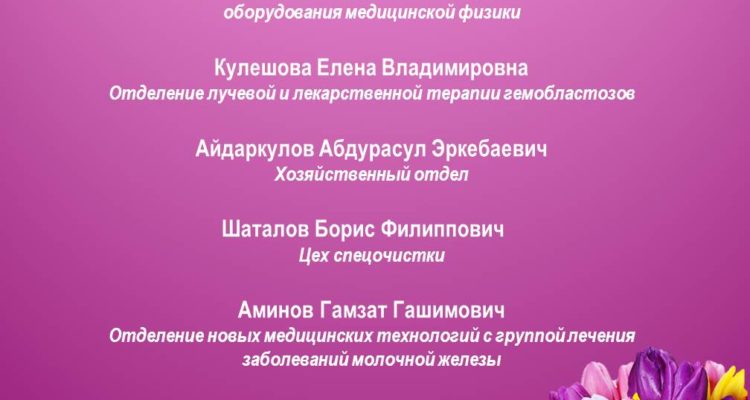 оборудования медицинской физики
Кулешова Елена Владимировна
Отделение лучевой и лекарственной терапии гемобластозов
Айдаркулов Абдурасул Эркебаевич
Хозяйственный отдел
Шаталов Борис Филиппович
Цех спецочистки
Аминов Гамзат Гашимович
Отделение новых медицинских технологий с группой лечения
заболеваний молочной железы